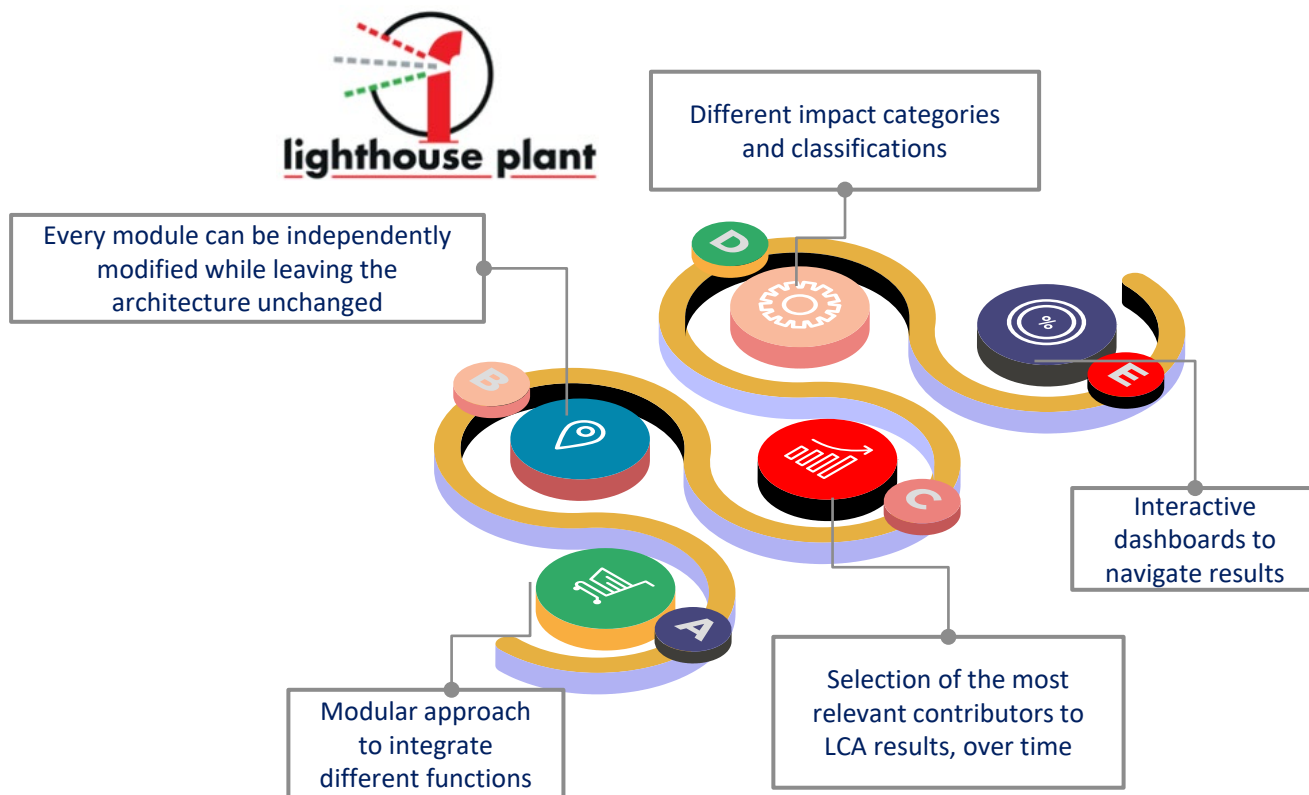 lighthouse plant
Different impact categories
and classifications
Every module can be independently
modified while leaving the
architecture unchanged
D
%
E
B
C
Interactive
dashboards to
navigate results
A
Modular approach
to integrate
different functions
Selection of the most
relevant contributors to
LCA results, over time